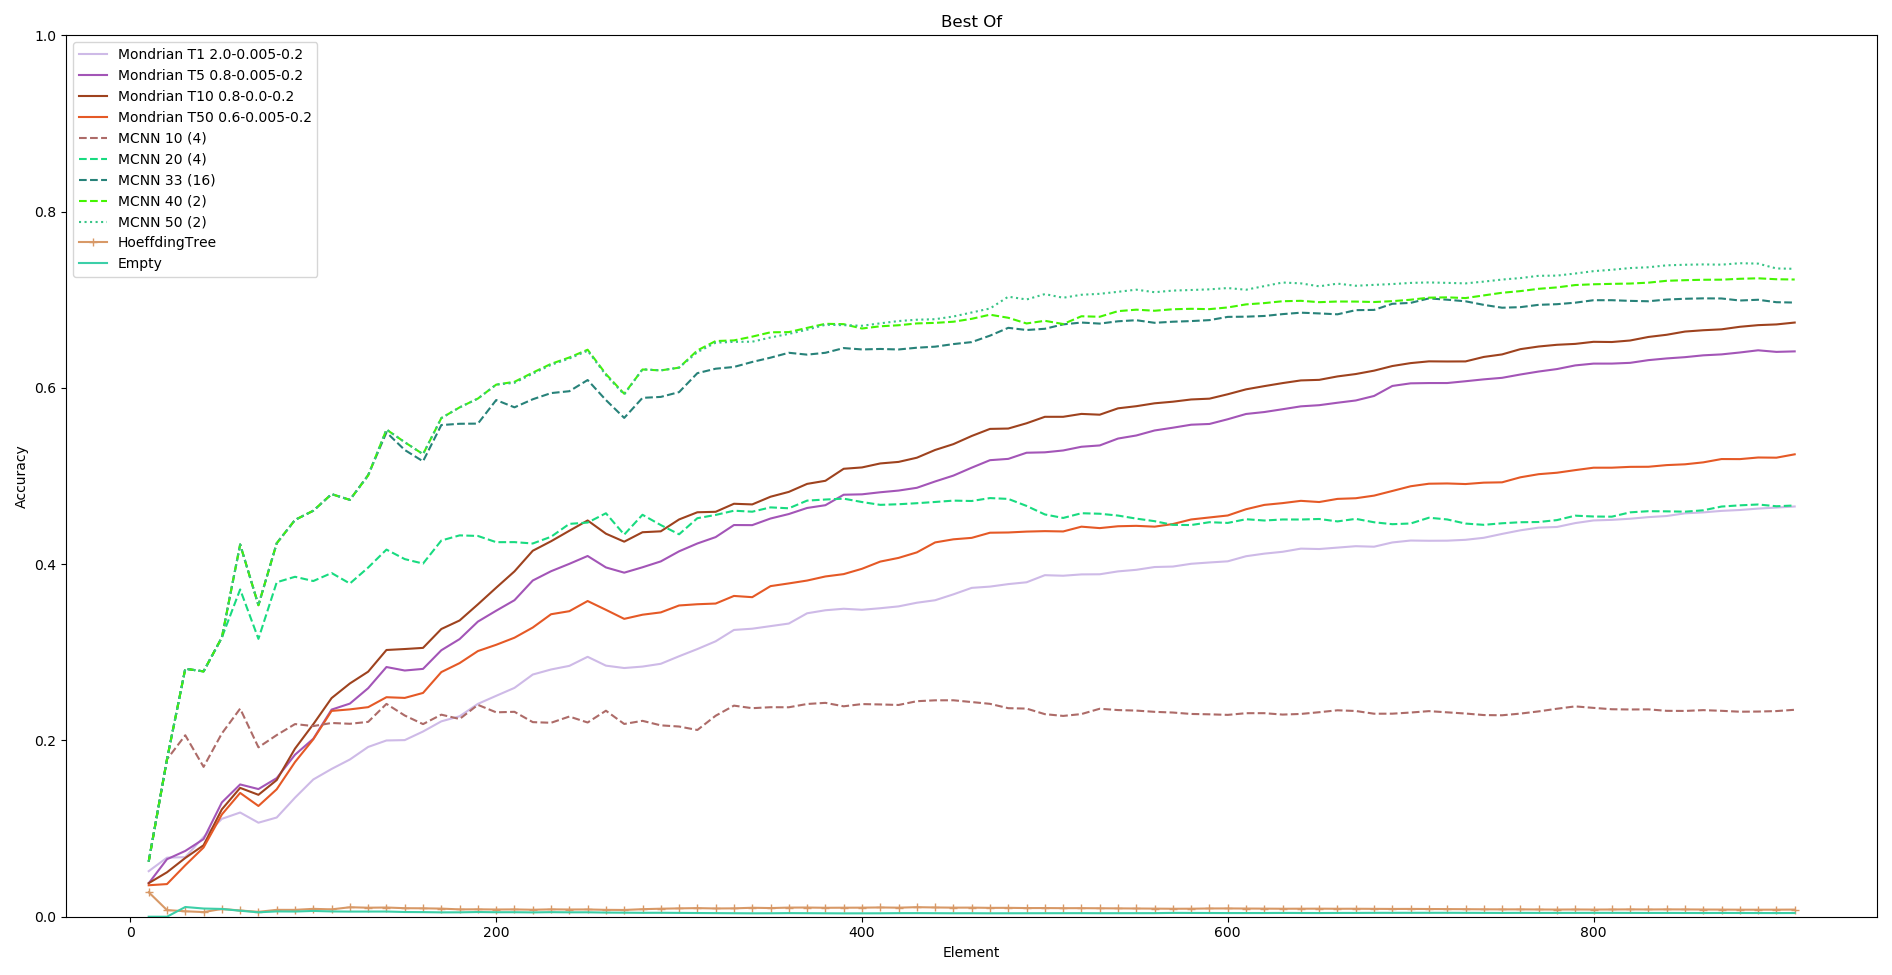 Best Of
1.0
0.8
0.6
0.4
0.2
0.0
Accuracy
Mondrian T1 2.0-0.005-0.2
Mondrian T5 0.8-0.005-0.2
Mondrian T10 0.8-0.0-0.2
Mondrian T50 0.6-0.005-0.2
MCNN 10 (4)
MCNN 20 (4)
MCNN 33 (16)
MCNN 40 (2)
MCNN 50 (2)
HoeffdingTree
Empty
0 200 400 600 800
Element